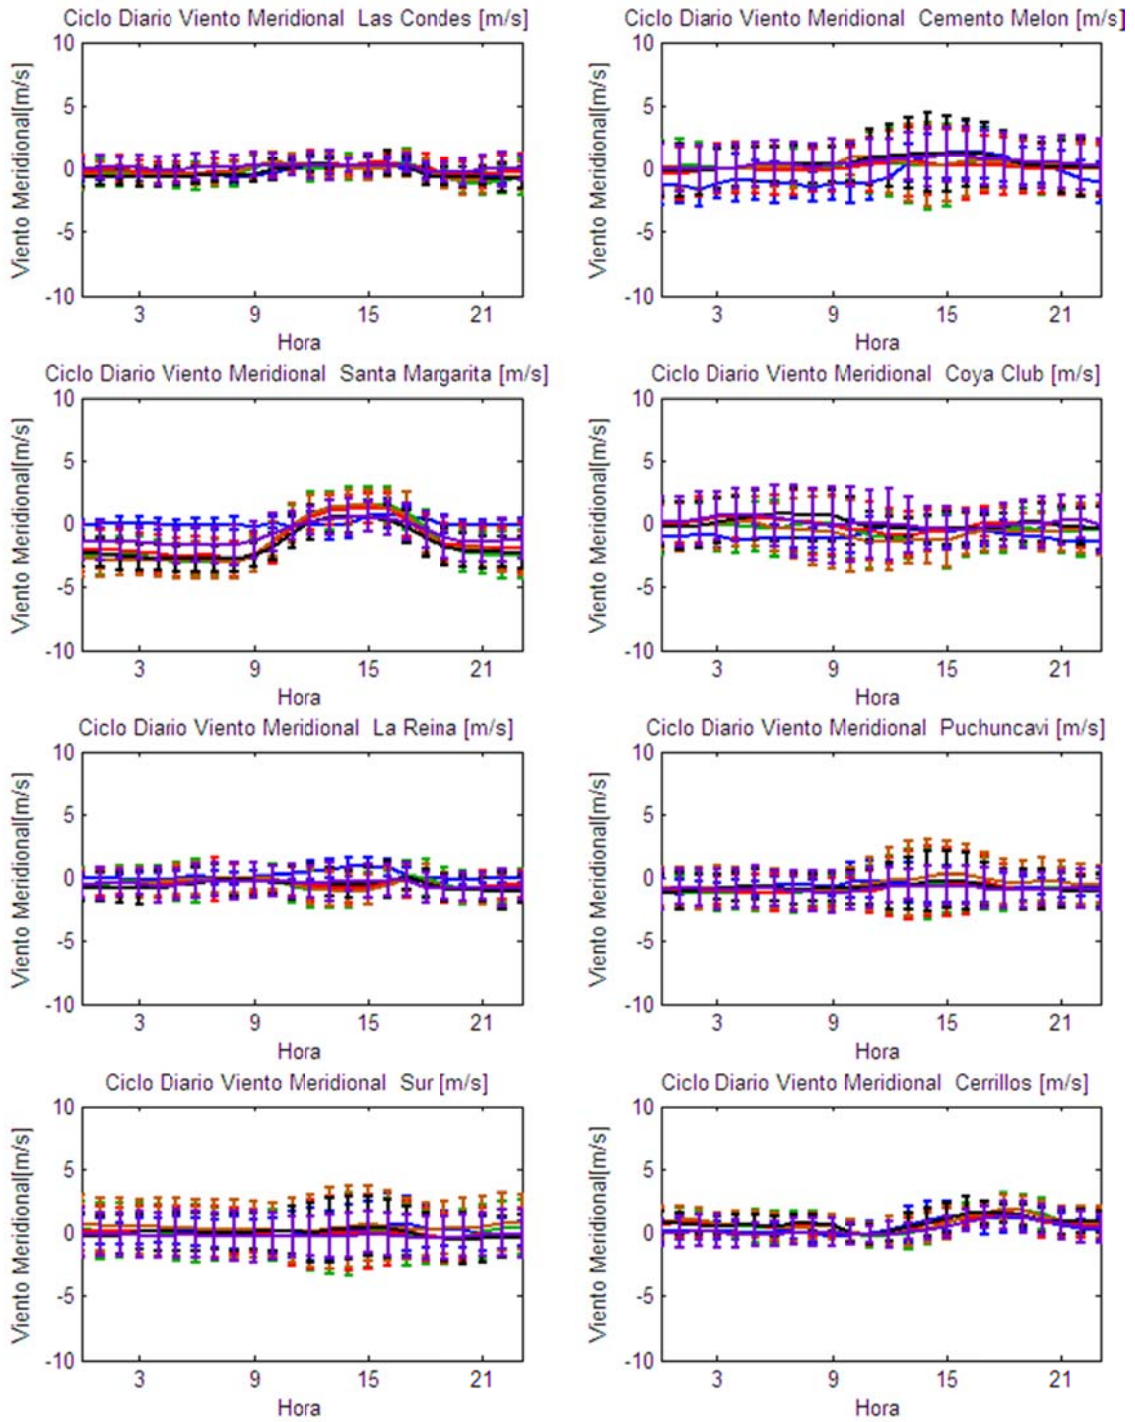 Ciclo Diario Viento Meridional Las Condes [m/s]
Viento Meridional[m/s]
10
5
0
-5
-10
3 9 15 21
Hora
Ciclo Diario Viento Meridional Cemento Melon [m/s]
Viento Meridional[m/s]
10
5
0
-5
-10
3 9 15 21
Hora
Ciclo Diario Viento Meridional Santa Margarita [m/s]
Viento Meridional[m/s]
10
5
0
-5
-10
3 9 15 21
Hora
Ciclo Diario Viento Meridional Coya Club [m/s]
Viento Meridional[m/s]
10
5
0
-5
-10
3 9 15 21
Hora
Ciclo Diario Viento Meridional La Reina [m/s]
Viento Meridional[m/s]
10
5
0
-5
-10
3 9 15 21
Hora
Ciclo Diario Viento Meridional Puchuncavi [m/s]
Viento Meridional[m/s]
10
5
0
-5
-10
3 9 15 21
Hora
Ciclo Diario Viento Meridional Sur [m/s]
Viento Meridional[m/s]
10
5
0
-5
-10
3 9 15 21
Hora
Ciclo Diario Viento Meridional Cerrillos [m/s]
Viento Meridional[m/s]
10
5
0
-5
-10
3 9 15 21
Hora